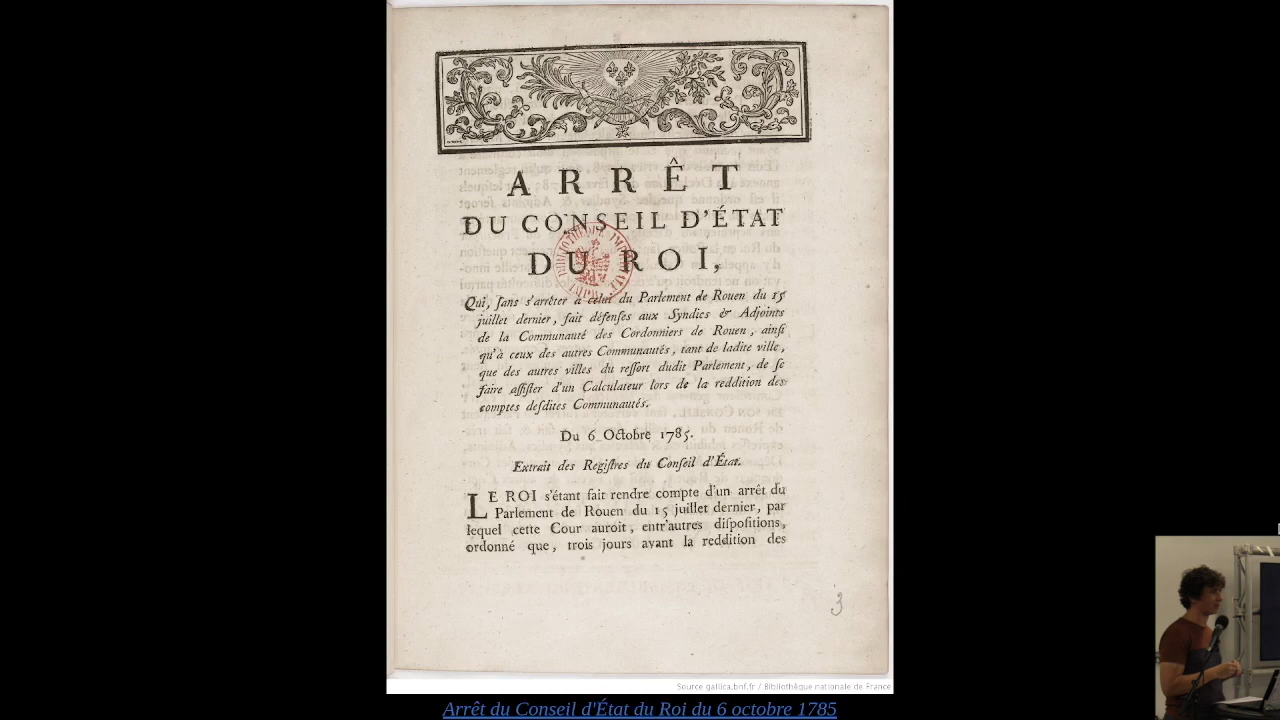 ARRÊT
DU CONSEIL D'ÉTAT
DU ROI,
Qui, ſans s'arrêter à celui du Parlement de Rouen du 15
juillet dernier, fait défenſes aux Syndics & Adjoints
de la Communauté des Cordonniers de Rouen, ainſi
qu'à ceux des autres Communautés, tant de ladite ville,
que des autres villes du reſſort dudit Parlement, de ſe
faire aſſiſter d'un Calculateur lors de la reddition des
comptes deſdites Communautés.
Du 6 Octobre 1785.
Extrait des Regiſtres du Conſeil d'État.
LE ROI s'étant fait rendre compte d'un arrêt du
Parlement de Rouen du 15 juillet dernier, par
lequel cette Cour auroit, entr'autres diſpoſitions,
ordonné que, trois jours avant la reddition des
3
Source gallica.bnf.fr / Bibliothèque nationale de France
Arrêt du Conseil d'État du Roi du 6 octobre 1785